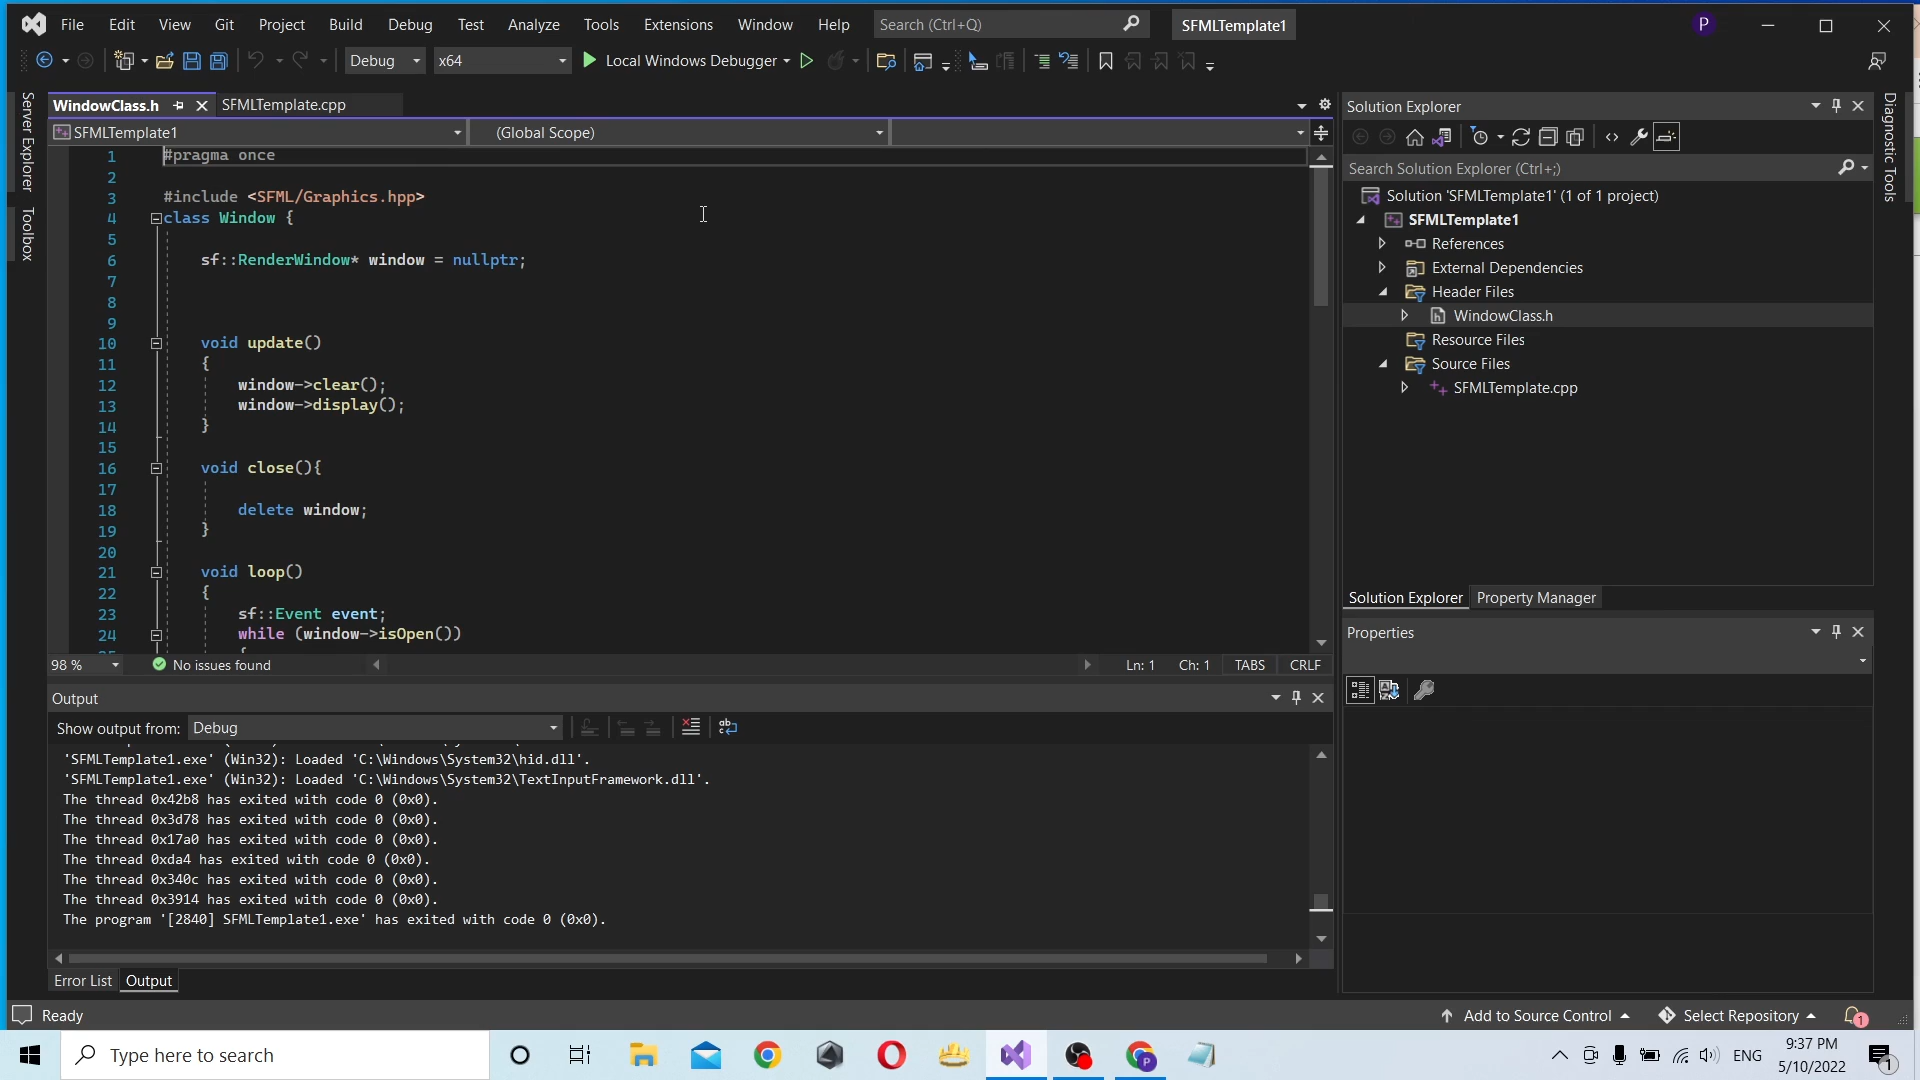 File Edit View Git Project Build Debug Test Analyze Tools Extensions Window Help Search (Ctrl+Q) SFMLTemplate1 P
Debug x64 Local Windows Debugger
Server Explorer
Toolbox
WindowClass.h SFMLTemplate.cpp
SFMLTemplate1 (Global Scope)
1 #pragma once
2
3 #include <SFML/Graphics.hpp>
4 class Window {
5
6 sf::RenderWindow* window = nullptr;
7
8
9
10 void update()
11 {
12 window->clear();
13 window->display();
14 }
15
16 void close(){
17
18 delete window;
19 }
20
21 void loop()
22 {
23 sf::Event event;
24 while (window->isOpen())
98 % No issues found Ln: 1 Ch: 1 TABS CRLF
Output
Show output from: Debug
'SFMLTemplate1.exe' (Win32): Loaded 'C:\Windows\System32\hid.dll'.
'SFMLTemplate1.exe' (Win32): Loaded 'C:\Windows\System32\TextInputFramework.dll'.
The thread 0x42b8 has exited with code 0 (0x0).
The thread 0x3d78 has exited with code 0 (0x0).
The thread 0x17a0 has exited with code 0 (0x0).
The thread 0xda4 has exited with code 0 (0x0).
The thread 0x340c has exited with code 0 (0x0).
The thread 0x3914 has exited with code 0 (0x0).
The program '[2840] SFMLTemplate1.exe' has exited with code 0 (0x0).
Error List Output
Solution Explorer
Search Solution Explorer (Ctrl+;)
Solution 'SFMLTemplate1' (1 of 1 project)
SFMLTemplate1
References
External Dependencies
Header Files
WindowClass.h
Resource Files
Source Files
SFMLTemplate.cpp
Solution Explorer Property Manager
Properties
Diagnostic Tools
Ready Add to Source Control Select Repository 1
Type here to search P ENG 9:37 PM
5/10/2022 1